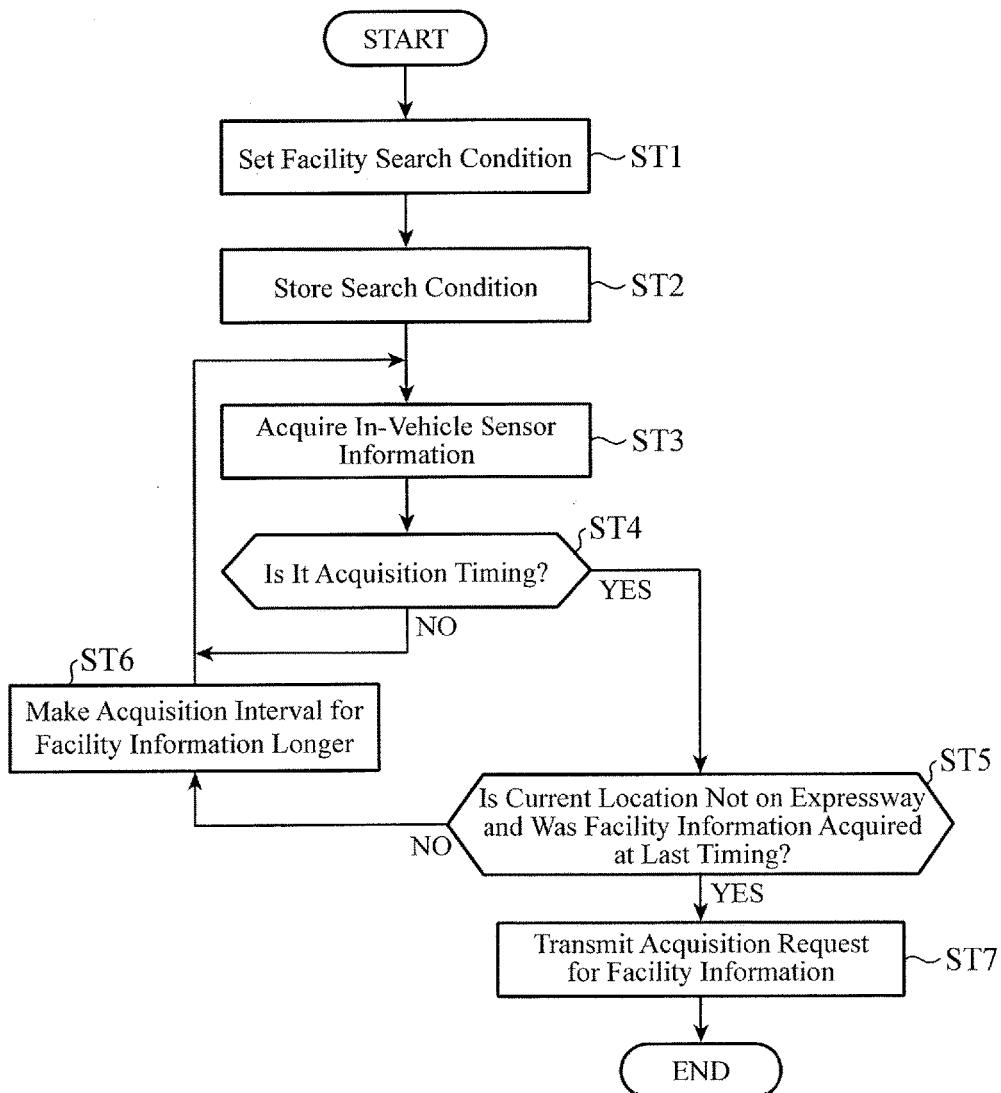 START
Set Facility Search Condition
ST1
Store Search Condition
ST2
Acquire In-Vehicle Sensor
Information
ST3
ST4
Is It Acquisition Timing?
YES
NO
ST6
Make Acquisition Interval for
Facility Information Longer
ST5
Is Current Location Not on Expressway
and Was Facility Information Acquired
at Last Timing?
NO
YES
Transmit Acquisition Request
for Facility Information
ST7
END